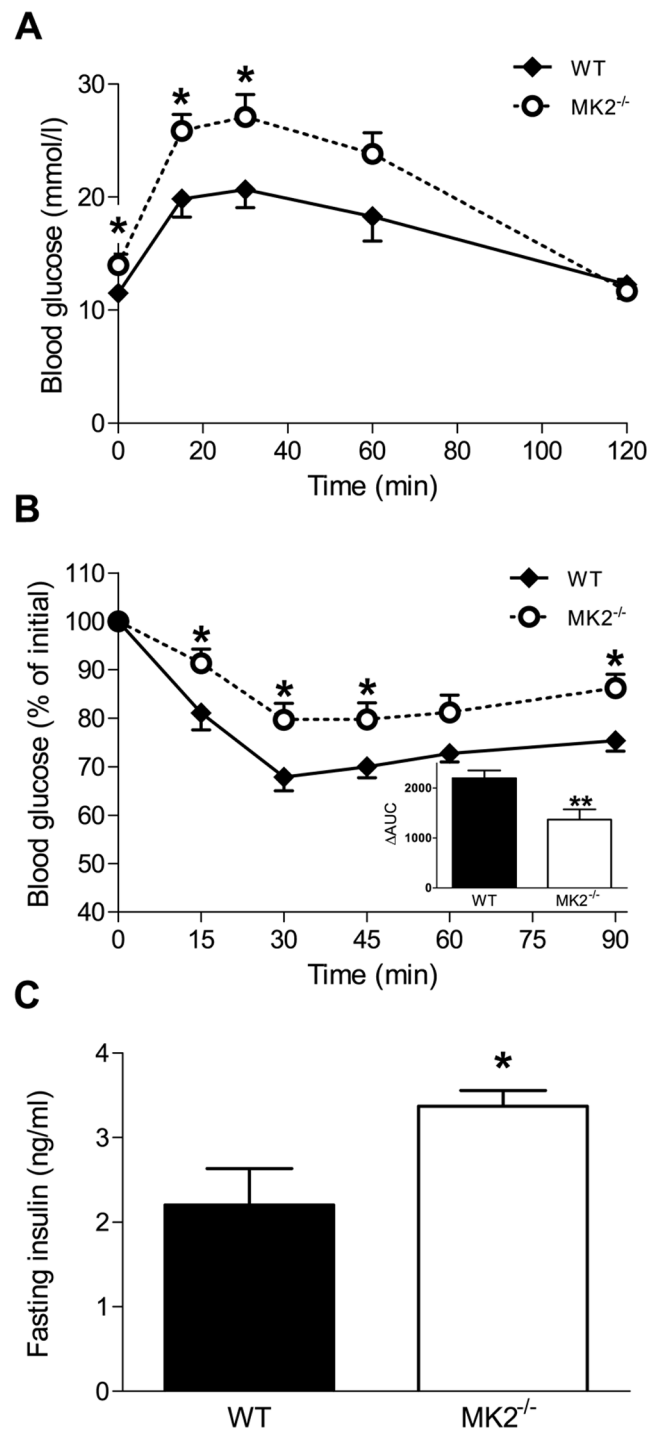 A
WT
MK2-/-
Blood glucose (mmol/l)
30
20
10
0
*
*
*
0 20 40 60 80 100 120
Time (min)
B
WT
MK2-/-
Blood glucose (% of initial)
110
100
90
80
70
60
50
40
*
*
*
*
ΔAUC
2000
1000
0
**
WT MK2-/-
0 15 30 45 60 75 90
Time (min)
C
Fasting insulin (ng/ml)
4
3
2
1
0
*
WT MK2-/-